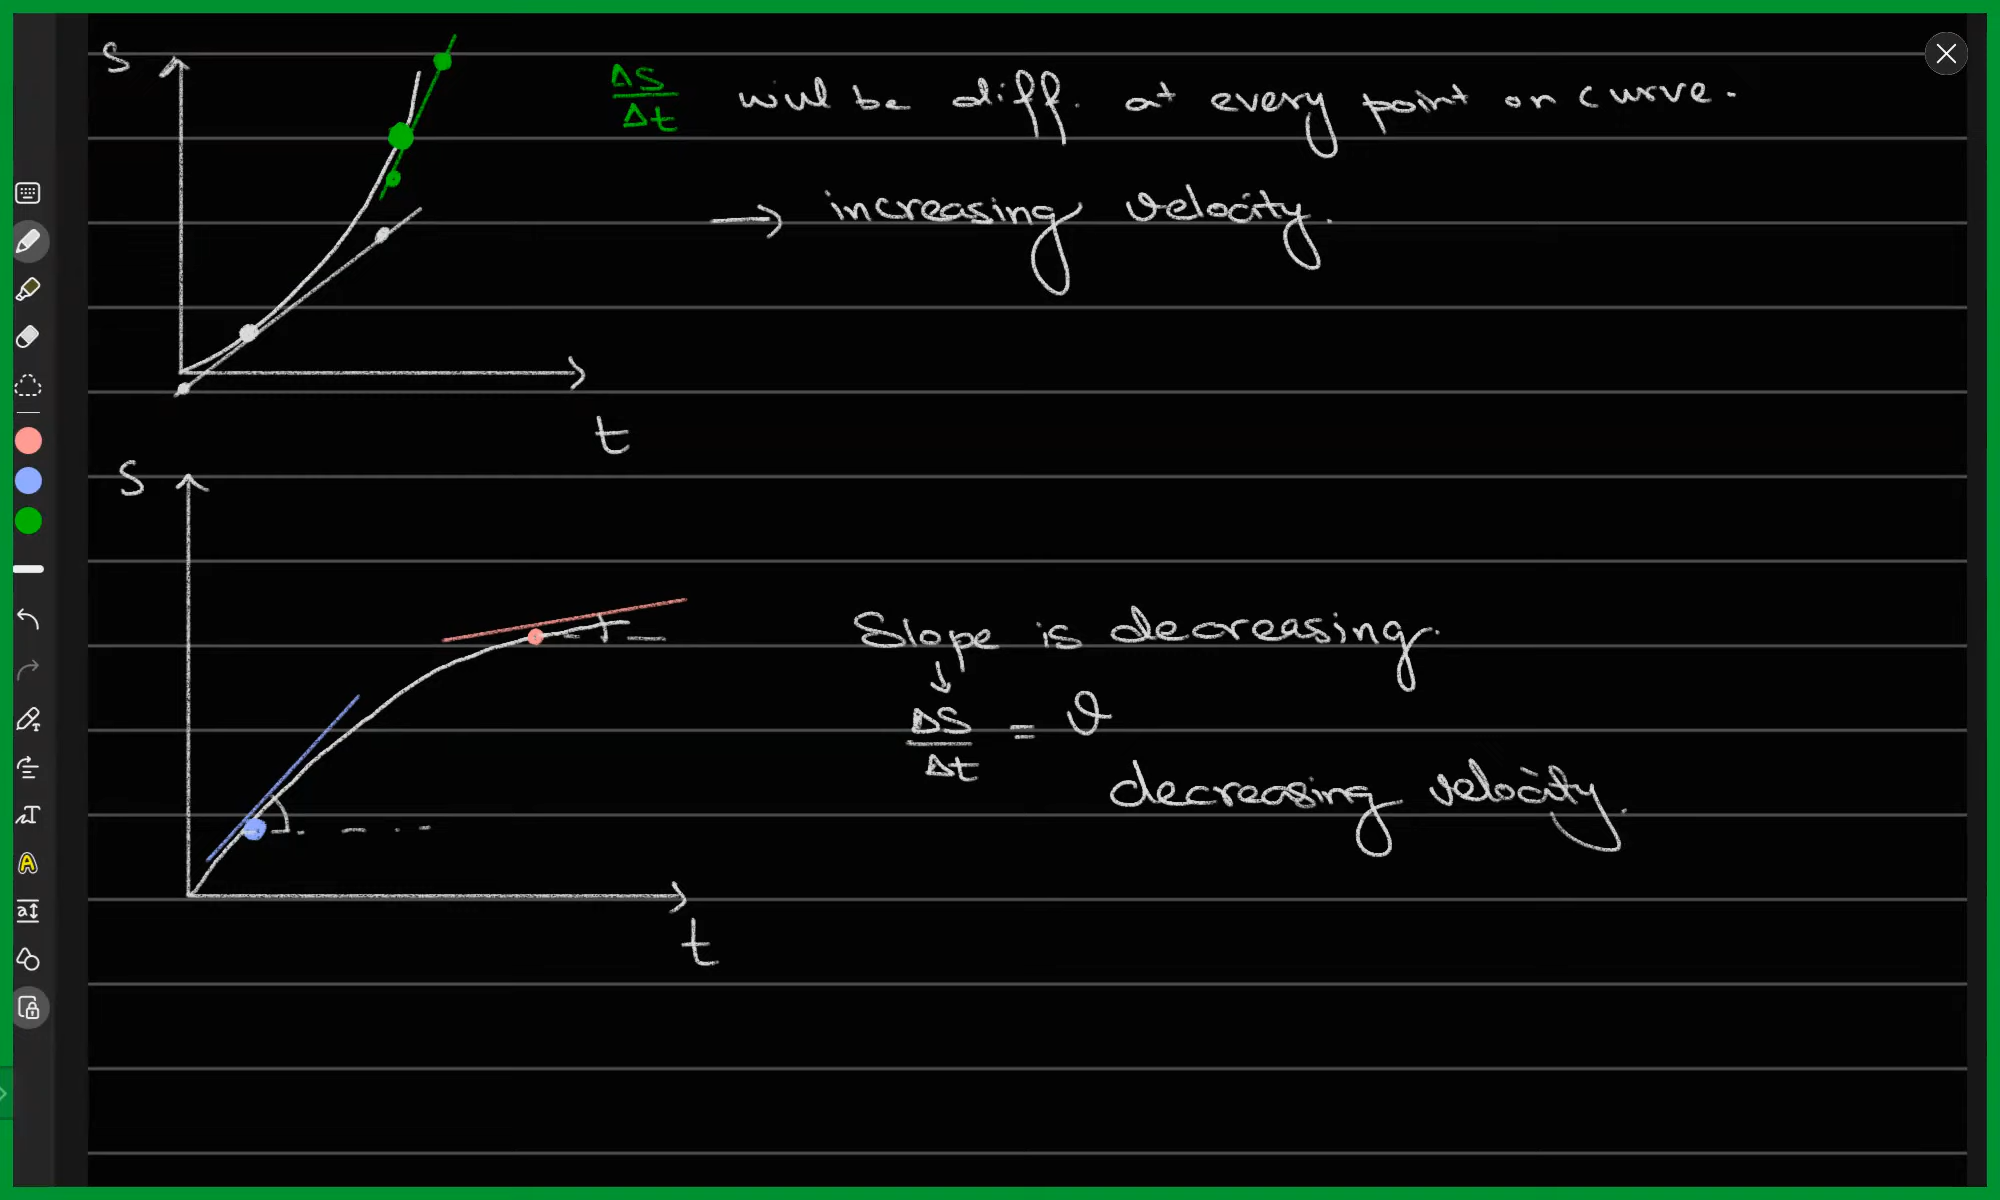 S
ΔS/Δt will be diff. at every point on curve.
→ increasing velocity.
t
S
Slope is decreasing.
↓
ΔS/Δt = v
decreasing velocity.
t